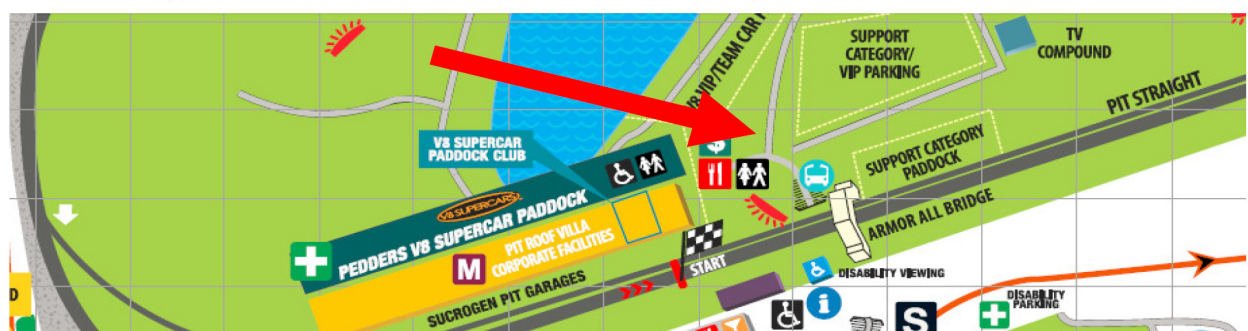 SUPPORT
CATEGORY/
VIP PARKING
TV
COMPOUND
V8 VIP/TEAM CAR
PIT STRAIGHT
V8 SUPERCAR
PADDOCK CLUB
SUPPORT CATEGORY
PADDOCK
V8 SUPERCARS
PEDDERS V8 SUPERCAR PADDOCK
PIT ROOF VILLA
CORPORATE FACILITIES
M
ARMOR ALL BRIDGE
START
SUCROGEN PIT GARAGES
DISABILITY VIEWING
D
i
S
DISABILITY
PARKING